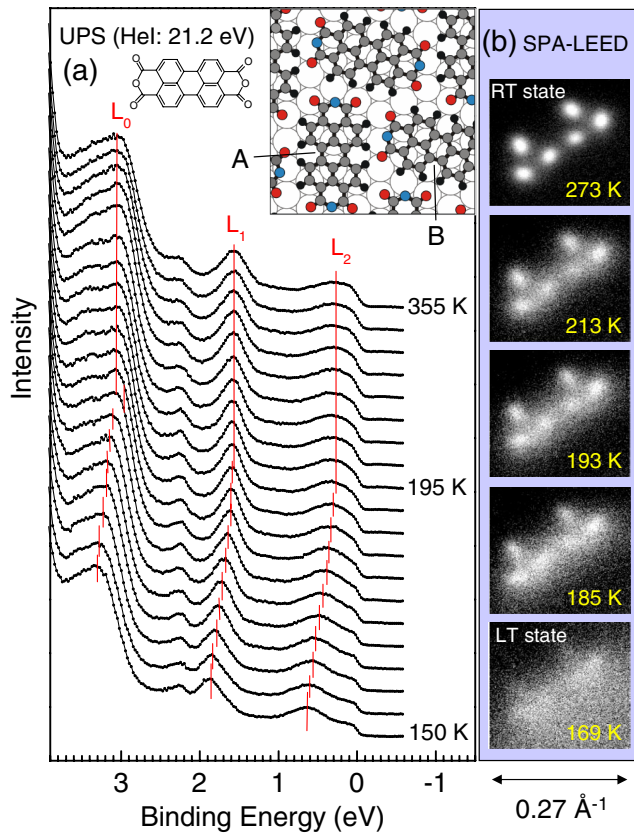 UPS (HeI: 21.2 eV)
(a)
O
O
O
O
O
O
A
B
L₀
L₁
L₂
355 K
195 K
150 K
Intensity
3
2
1
0
-1
Binding Energy (eV)
(b) SPA-LEED
RT state
273 K
213 K
193 K
185 K
LT state
169 K
0.27 Å⁻¹